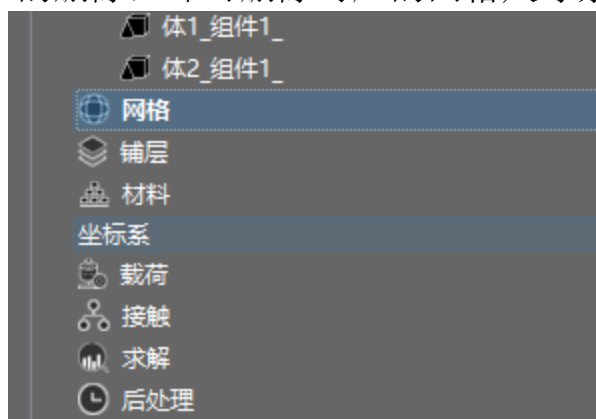 体1_组件1_
体2_组件1_
网格
铺层
材料
坐标系
载荷
接触
求解
后处理